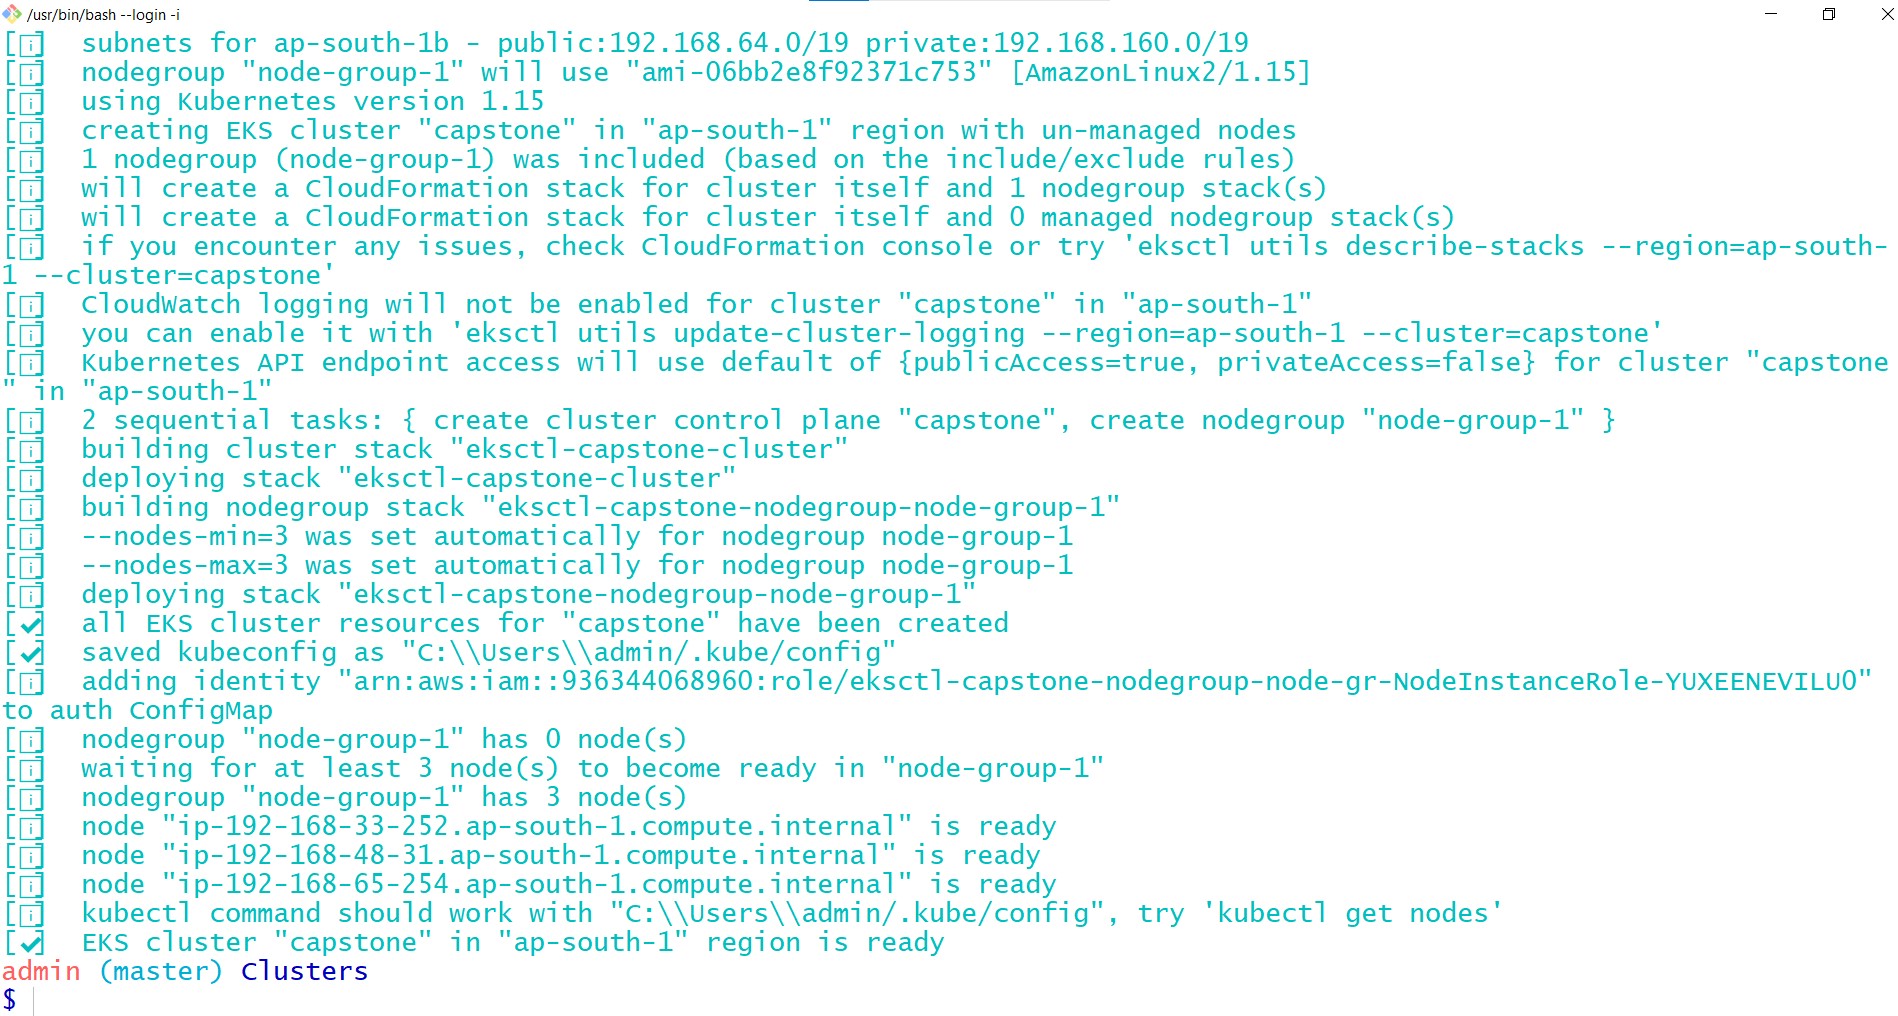 /usr/bin/bash --login -i
[i]  subnets for ap-south-1b - public:192.168.64.0/19 private:192.168.160.0/19
[i]  nodegroup "node-group-1" will use "ami-06bb2e8f92371c753" [AmazonLinux2/1.15]
[i]  using Kubernetes version 1.15
[i]  creating EKS cluster "capstone" in "ap-south-1" region with un-managed nodes
[i]  1 nodegroup (node-group-1) was included (based on the include/exclude rules)
[i]  will create a CloudFormation stack for cluster itself and 1 nodegroup stack(s)
[i]  will create a CloudFormation stack for cluster itself and 0 managed nodegroup stack(s)
[i]  if you encounter any issues, check CloudFormation console or try 'eksctl utils describe-stacks --region=ap-south-
1 --cluster=capstone'
[i]  CloudWatch logging will not be enabled for cluster "capstone" in "ap-south-1"
[i]  you can enable it with 'eksctl utils update-cluster-logging --region=ap-south-1 --cluster=capstone'
[i]  Kubernetes API endpoint access will use default of {publicAccess=true, privateAccess=false} for cluster "capstone
" in "ap-south-1"
[i]  2 sequential tasks: { create cluster control plane "capstone", create nodegroup "node-group-1" }
[i]  building cluster stack "eksctl-capstone-cluster"
[i]  deploying stack "eksctl-capstone-cluster"
[i]  building nodegroup stack "eksctl-capstone-nodegroup-node-group-1"
[i]  --nodes-min=3 was set automatically for nodegroup node-group-1
[i]  --nodes-max=3 was set automatically for nodegroup node-group-1
[i]  deploying stack "eksctl-capstone-nodegroup-node-group-1"
[✔]  all EKS cluster resources for "capstone" have been created
[✔]  saved kubeconfig as "C:\\Users\\admin/.kube/config"
[i]  adding identity "arn:aws:iam::936344068960:role/eksctl-capstone-nodegroup-node-gr-NodeInstanceRole-YUXEENEVILU0"
to auth ConfigMap
[i]  nodegroup "node-group-1" has 0 node(s)
[i]  waiting for at least 3 node(s) to become ready in "node-group-1"
[i]  nodegroup "node-group-1" has 3 node(s)
[i]  node "ip-192-168-33-252.ap-south-1.compute.internal" is ready
[i]  node "ip-192-168-48-31.ap-south-1.compute.internal" is ready
[i]  node "ip-192-168-65-254.ap-south-1.compute.internal" is ready
[i]  kubectl command should work with "C:\\Users\\admin/.kube/config", try 'kubectl get nodes'
[✔]  EKS cluster "capstone" in "ap-south-1" region is ready
admin (master) Clusters
$